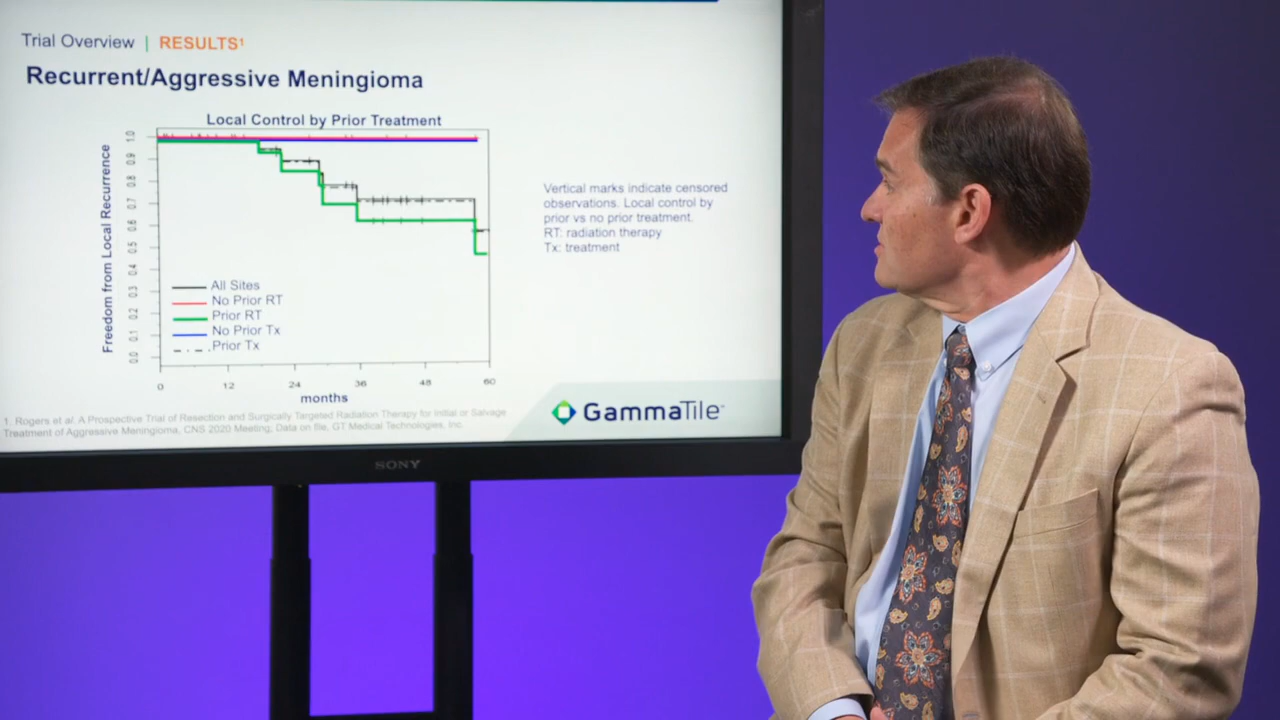 Trial Overview | RESULTS¹
Recurrent/Aggressive Meningioma
Local Control by Prior Treatment
Freedom from Local Recurrence
1.0
0.9
0.8
0.7
0.6
0.5
0.4
0.3
0.2
0.1
0.0
All Sites
No Prior RT
Prior RT
No Prior Tx
Prior Tx
0 12 24 36 48 60
months
Vertical marks indicate censored
observations. Local control by
prior vs no prior treatment.
RT: radiation therapy
Tx: treatment
1. Rogers et al. A Prospective Trial of Resection and Surgically Targeted Radiation Therapy for Initial or Salvage
Treatment of Aggressive Meningioma, CNS 2020 Meeting; Data on file, GT Medical Technologies, Inc.
GammaTile™
SONY